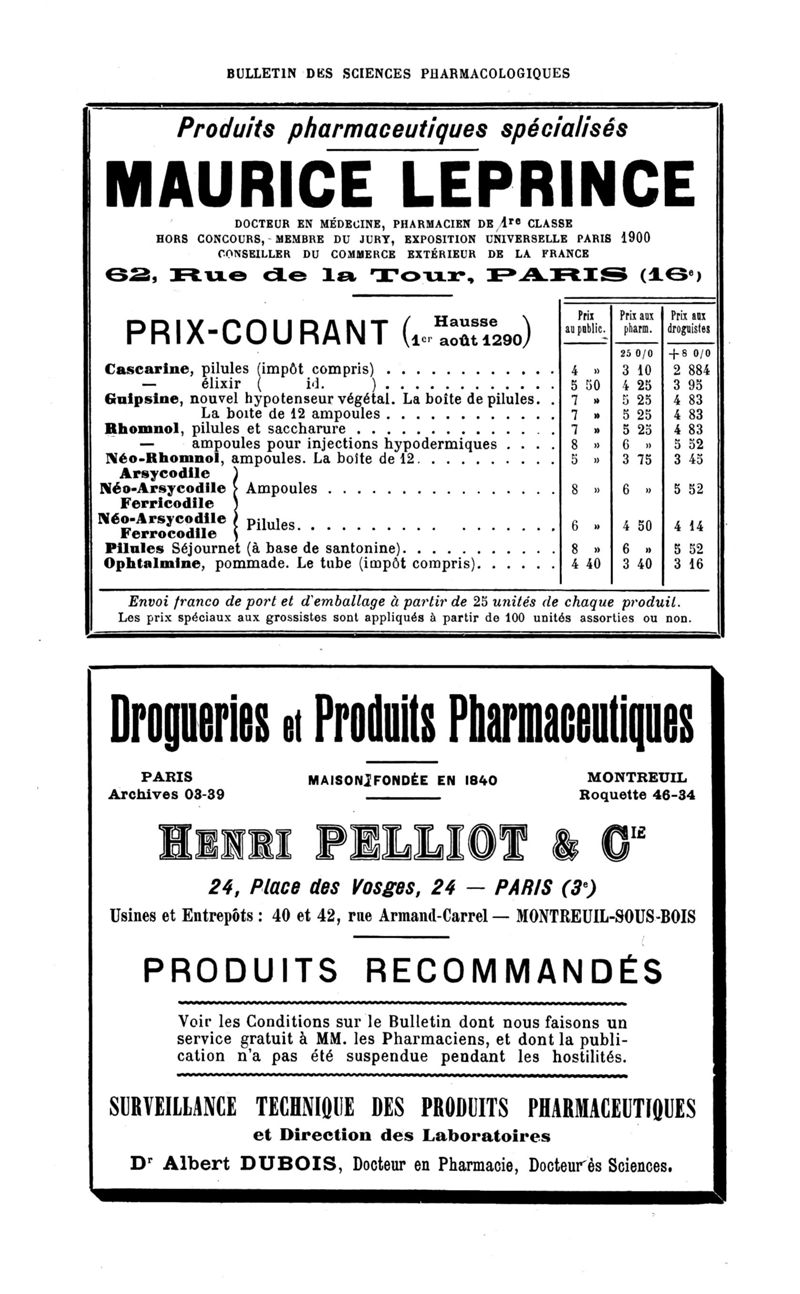 BULLETIN DES SCIENCES PHARMACOLOGIQUES
Produits pharmaceutiques spécialisés
MAURICE LEPRINCE
DOCTEUR EN MÉDECINE, PHARMACIEN DE 1re CLASSE
HORS CONCOURS, MEMBRE DU JURY, EXPOSITION UNIVERSELLE PARIS 1900
CONSEILLER DU COMMERCE EXTÉRIEUR DE LA FRANCE
62, Rue de la Tour, PARIS (16e)
PRIX-COURANT (Hausse 1er août 1290)
Prix au public. Prix aux pharm. Prix aux droguistes
25 0/0 +8 0/0
Cascarine, pilules (impôt compris) . . . . . . . . . . . . 4 » 3 10 2 884
— élixir ( id. ) . . . . . . . . . . . . 5 50 4 25 3 95
Guipsine, nouvel hypotenseur végétal. La boîte de pilules. . 7 » 5 25 4 83
La boîte de 12 ampoules . . . . . . . . . . . . 7 » 5 25 4 83
Rhomnol, pilules et saccharure . . . . . . . . . . . . . . 7 » 5 25 4 83
— ampoules pour injections hypodermiques . . . . 8 » 6 » 5 52
Néo-Rhomnol, ampoules. La boîte de 12. . . . . . . . . . 5 » 3 75 3 45
Arsycodile
Néo-Arsycodile } Ampoules . . . . . . . . . . . . . . . . 8 » 6 » 5 52
Ferricodile
Néo-Arsycodile
Ferrocodile } Pilules. . . . . . . . . . . . . . . . 6 » 4 50 4 14
Pilules Séjournet (à base de santonine). . . . . . . . . . . 8 » 6 » 5 52
Ophtalmine, pommade. Le tube (impôt compris). . . . . . 4 40 3 40 3 16
Envoi franco de port et d'emballage à partir de 25 unités de chaque produit.
Les prix spéciaux aux grossistes sont appliqués à partir de 100 unités assorties ou non.
Drogueries et Produits Pharmaceutiques
PARIS MAISON FONDÉE EN 1840 MONTREUIL
Archives 03-39 Roquette 46-34
HENRI PELLIOT & CIE
24, Place des Vosges, 24 — PARIS (3e)
Usines et Entrepôts : 40 et 42, rue Armand-Carrel — MONTREUIL-SOUS-BOIS
PRODUITS RECOMMANDÉS
Voir les Conditions sur le Bulletin dont nous faisons un
service gratuit à MM. les Pharmaciens, et dont la publi-
cation n'a pas été suspendue pendant les hostilités.
SURVEILLANCE TECHNIQUE DES PRODUITS PHARMACEUTIQUES
et Direction des Laboratoires
Dr Albert DUBOIS, Docteur en Pharmacie, Docteur ès Sciences.